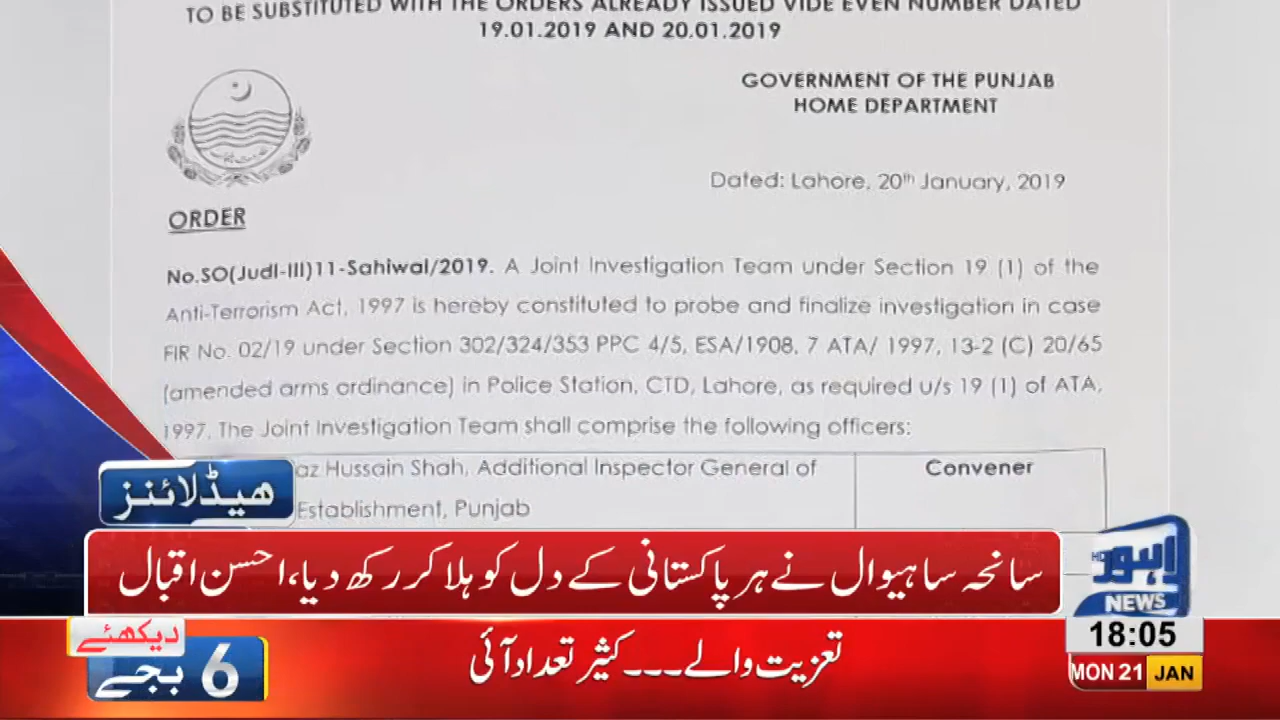 TO BE SUBSTITUTED WITH THE ORDERS ALREADY ISSUED VIDE EVEN NUMBER DATED
19.01.2019 AND 20.01.2019
GOVERNMENT OF THE PUNJAB
HOME DEPARTMENT
Dated: Lahore, 20th January, 2019
ORDER
No.SO(Judl-III)11-Sahiwal/2019. A Joint Investigation Team under Section 19 (1) of the
Anti-Terrorism Act, 1997 is hereby constituted to probe and finalize investigation in case
FIR No. 02/19 under Section 302/324/353 PPC 4/5, ESA/1908, 7 ATA/ 1997, 13-2 (C) 20/65
(amended arms ordinance) in Police Station, CTD, Lahore, as required u/s 19 (1) of ATA,
1997. The Joint Investigation Team shall comprise the following officers:
az Hussain Shah, Additional Inspector General of
Convener
Establishment, Punjab
ھیڈلائنز
سانحہ ساہیوال نے ہر پاکستانی کے دل کو ہلا کر رکھ دیا، احسن اقبال
لاہور
HD
NEWS
18:05
MON 21 JAN
دیکھئے
6 بجے
تعزیت والے۔۔۔کثیر تعداد آئی